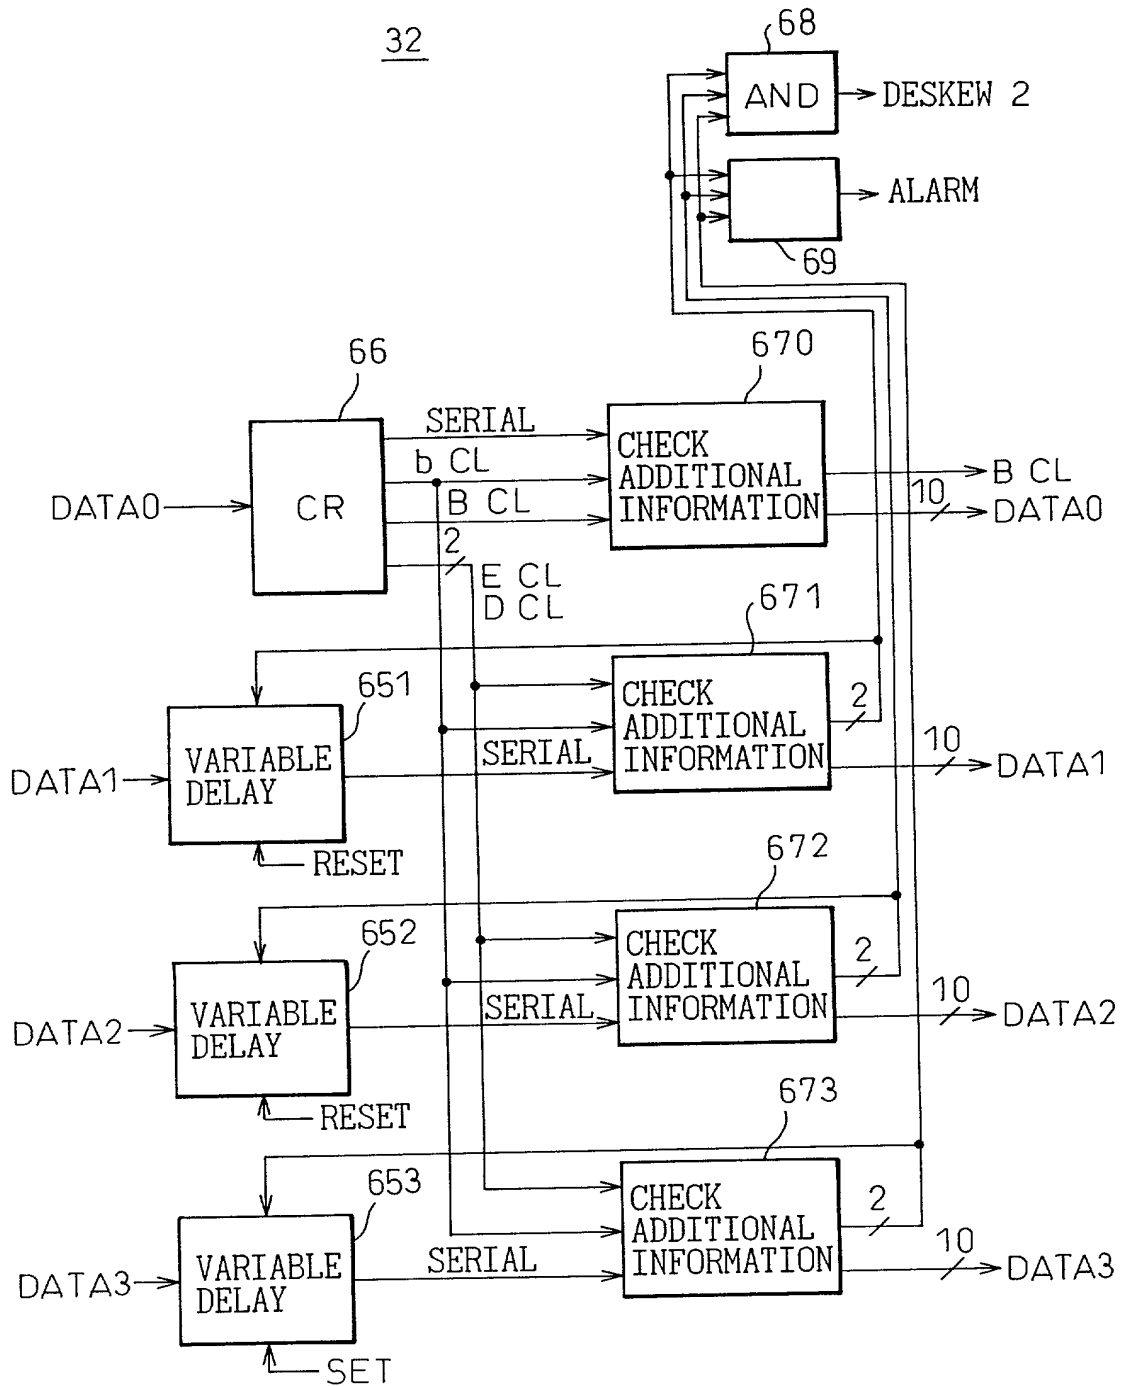 32
68
AND
DESKEW 2
ALARM
69
66
670
SERIAL
b CL
B CL
CHECK
ADDITIONAL
INFORMATION
B CL
10
DATA0
DATA0
CR
2
E CL
D CL
671
651
CHECK
ADDITIONAL
INFORMATION
2
10
DATA1
SERIAL
DATA1
VARIABLE
DELAY
RESET
672
652
CHECK
ADDITIONAL
INFORMATION
2
10
DATA2
SERIAL
DATA2
VARIABLE
DELAY
RESET
673
653
CHECK
ADDITIONAL
INFORMATION
2
10
DATA3
SERIAL
DATA3
VARIABLE
DELAY
SET